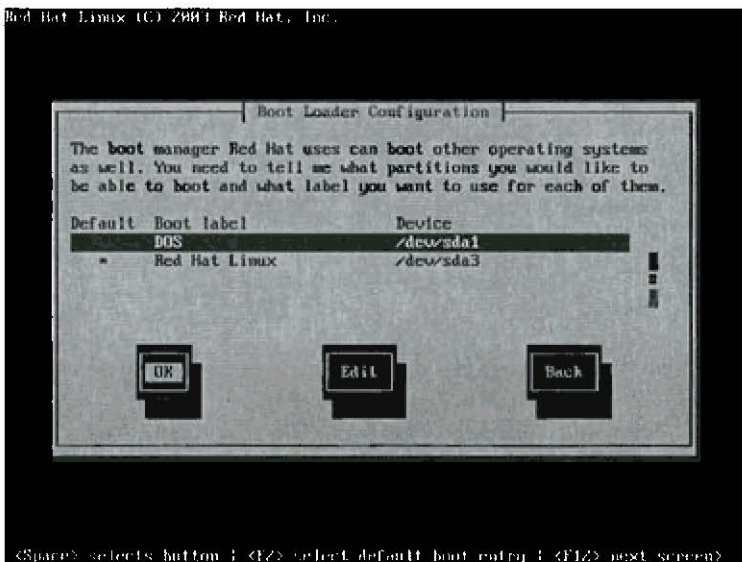 Red Hat Linux (C) 2003 Red Hat, Inc.
Boot Loader Configuration
The boot manager Red Hat uses can boot other operating systems
as well. You need to tell me what partitions you would like to
be able to boot and what label you want to use for each of them.
Default Boot label Device
DOS /dev/sda1
* Red Hat Linux /dev/sda3
OK Edit Back
<Space> selects button | <F2> select default boot entry | <F12> next screen>